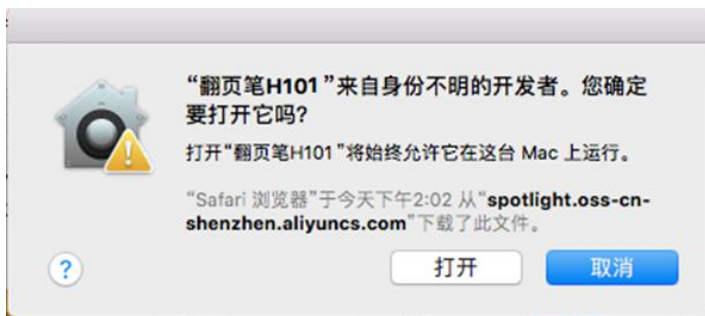 “翻页笔H101”来自身份不明的开发者。您确定
要打开它吗?
打开“翻页笔H101”将始终允许它在这台 Mac 上运行。
“Safari 浏览器”于今天下午2:02 从“spotlight.oss-cn-
shenzhen.aliyuncs.com”下载了此文件。
?
打开
取消